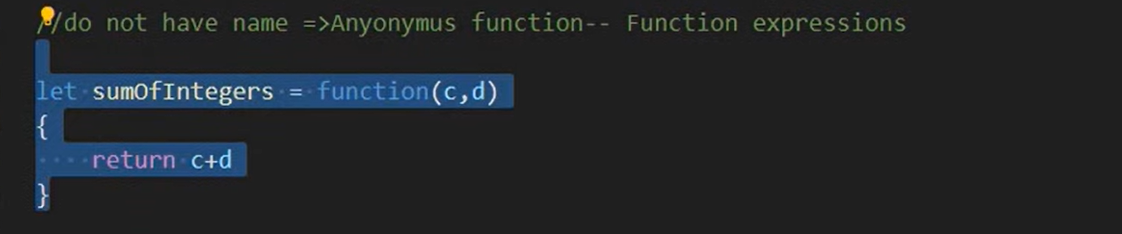 //do not have name =>Anyonymus function-- Function expressions
let sumOfIntegers = function(c,d)
{
    return c+d
}